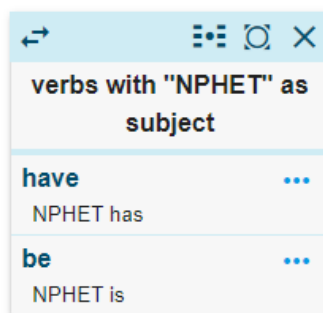 verbs with "NPHET" as
subject
have
NPHET has
be
NPHET is